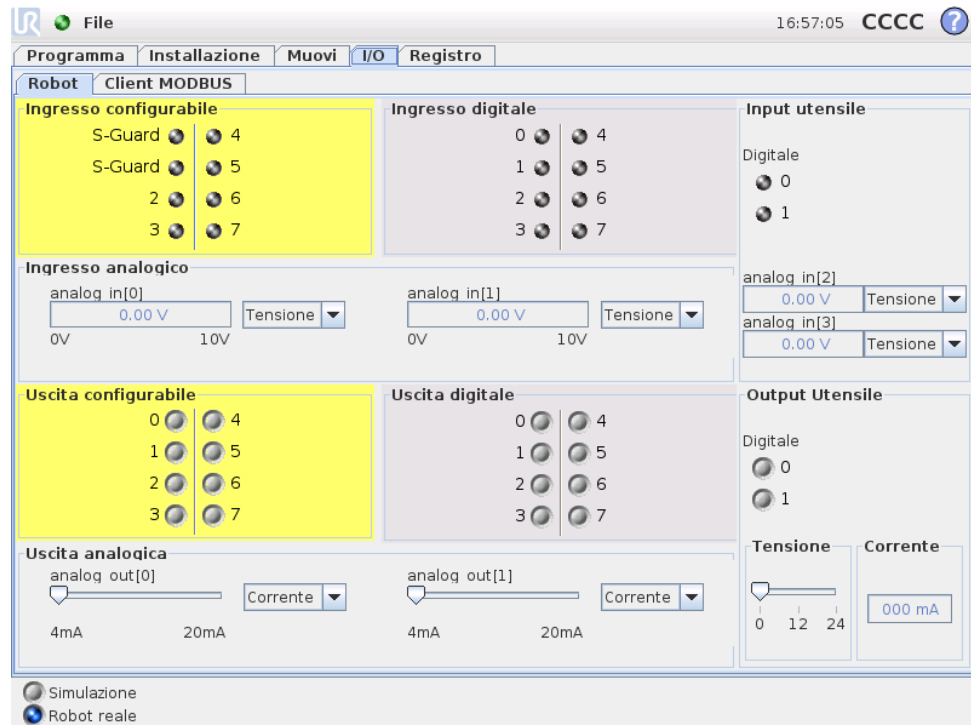 UR File 16:57:05 CCCC ?
Programma Installazione Muovi I/O Registro
Robot Client MODBUS
Ingresso configurabile Ingresso digitale Input utensile
S-Guard 4 0 4
Digitale
S-Guard 5 1 5 0
2 6 2 6 1
3 7 3 7
Ingresso analogico
analog in[0] analog in[1] analog in[2]
0.00 V Tensione 0.00 V Tensione 0.00 V Tensione
analog in[3]
0V 10V 0V 10V 0.00 V Tensione
Uscita configurabile Uscita digitale Output Utensile
0 4 0 4
Digitale
1 5 1 5 0
2 6 2 6 1
3 7 3 7
Uscita analogica Tensione Corrente
analog out[0] analog out[1]
Corrente Corrente 000 mA
4mA 20mA 4mA 20mA 0 12 24
Simulazione
Robot reale